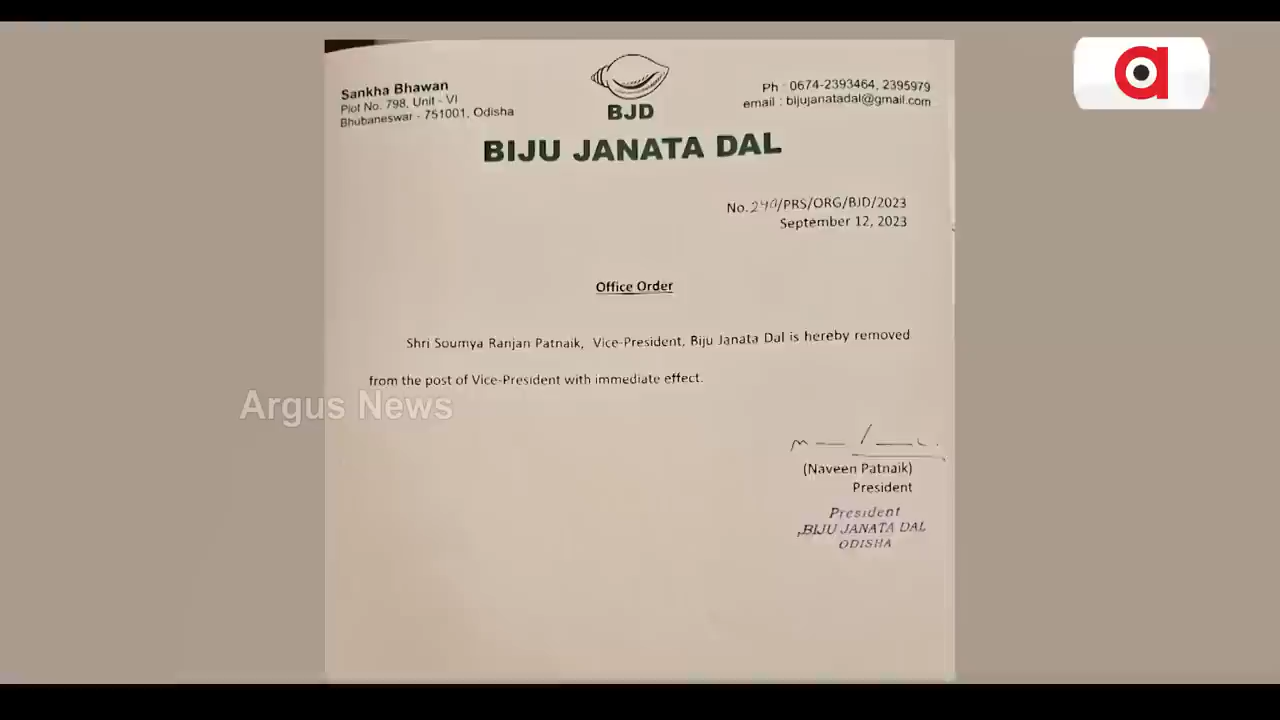 Sankha Bhawan
Plot No. 798, Unit - VI
Bhubaneswar - 751001, Odisha
BJD
Ph : 0674-2393464, 2395979
email : bijujanatadal@gmail.com
BIJU JANATA DAL
No. /PRS/ORG/BJD/2023
September 12, 2023
Office Order
Shri Soumya Ranjan Patnaik, Vice-President, Biju Janata Dal is hereby removed
from the post of Vice-President with immediate effect.
Argus News
(Naveen Patnaik)
President
President
BIJU JANATA DAL
ODISHA
a